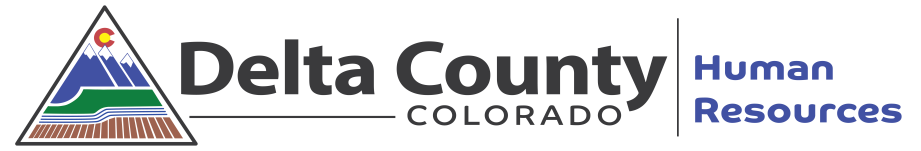 Delta County
COLORADO
Human
Resources